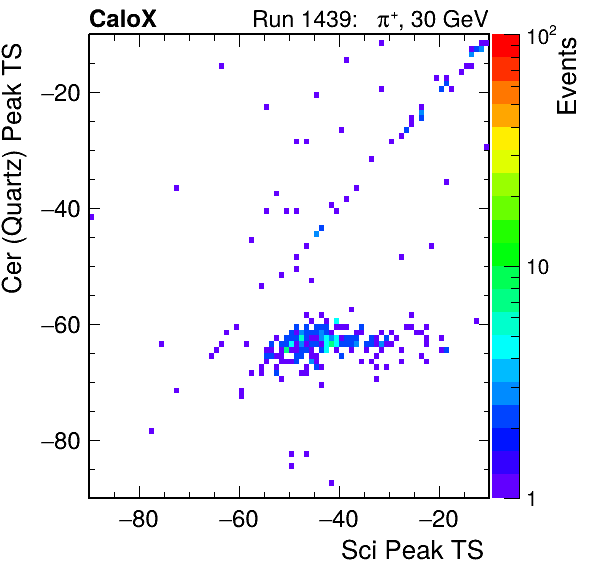 CaloX Run 1439: π⁺, 30 GeV
Cer (Quartz) Peak TS
−20
−40
−60
−80
−80 −60 −40 −20
Sci Peak TS
10²
10
1
Events